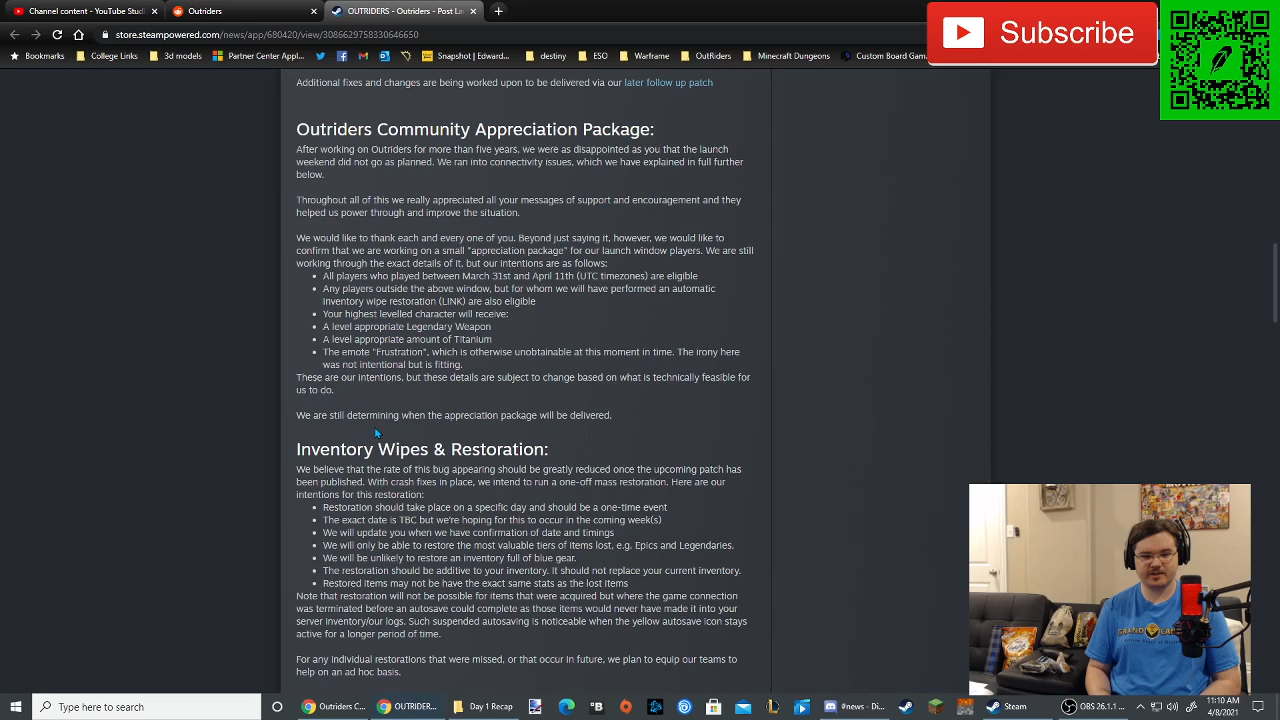 Channel content - YouTube Studio
Outriders
OUTRIDERS - Outriders - Post La
Subscribe
store.steampowered.com/news/app/680420/view/3086629758330646650
Bookmarks
College Links
3d models
Partner Center App...
Snapshot (Edward...
destiny
ESO
Warframe
OutRiders
Minecraft Dungeons
Custom Board Gam
Additional fixes and changes are being worked upon to be delivered via our later follow up patch
Outriders Community Appreciation Package:
After working on Outriders for more than five years, we were as disappointed as you that the launch
weekend did not go as planned. We ran into connectivity issues, which we have explained in full further
below.
Throughout all of this we really appreciated all your messages of support and encouragement and they
helped us power through and improve the situation.
We would like to thank each and every one of you. Beyond just saying it, however, we would like to
confirm that we are working on a small "appreciation package" for our launch window players. We are still
working through the exact details of it, but our intentions are as follows:
• All players who played between March 31st and April 11th (UTC timezones) are eligible
• Any players outside the above window, but for whom we will have performed an automatic
inventory wipe restoration (LINK) are also eligible
• Your highest levelled character will receive:
• A level appropriate Legendary Weapon
• A level appropriate amount of Titanium
• The emote "Frustration", which is otherwise unobtainable at this moment in time. The irony here
was not intentional but is fitting.
These are our intentions, but these details are subject to change based on what is technically feasible for
us to do.
We are still determining when the appreciation package will be delivered.
Inventory Wipes & Restoration:
We believe that the rate of this bug appearing should be greatly reduced once the upcoming patch has
been published. With crash fixes in place, we intend to run a one-off mass restoration. Here are our
intentions for this restoration:
• Restoration should take place on a specific day and should be a one-time event
• The exact date is TBC but we're hoping for this to occur in the coming week(s)
• We will update you when we have confirmation of date and timings
• We will only be able to restore the most valuable tiers of items lost, e.g. Epics and Legendaries.
• We will be unlikely to restore an inventory full of blue gear.
• The restoration should be additive to your inventory. It should not replace your current inventory.
• Restored items may not be have the exact same stats as the lost items
Note that restoration will not be possible for items that were acquired but where the game connection
was terminated before an autosave could complete as those items would never have made it into your
server inventory/our logs. Such suspended autosaving is noticeable when the yellow autosave icon stays
active for a longer period of time.
For any individual restorations that were missed, or that occur in future, we plan to equip our teams to
help on an ad hoc basis.
Type here to search
Outriders C...
OUTRIDER...
Day 1 Recap
#news - Di...
Steam
OBS 26.1.1 ...
11:10 AM
4/8/2021